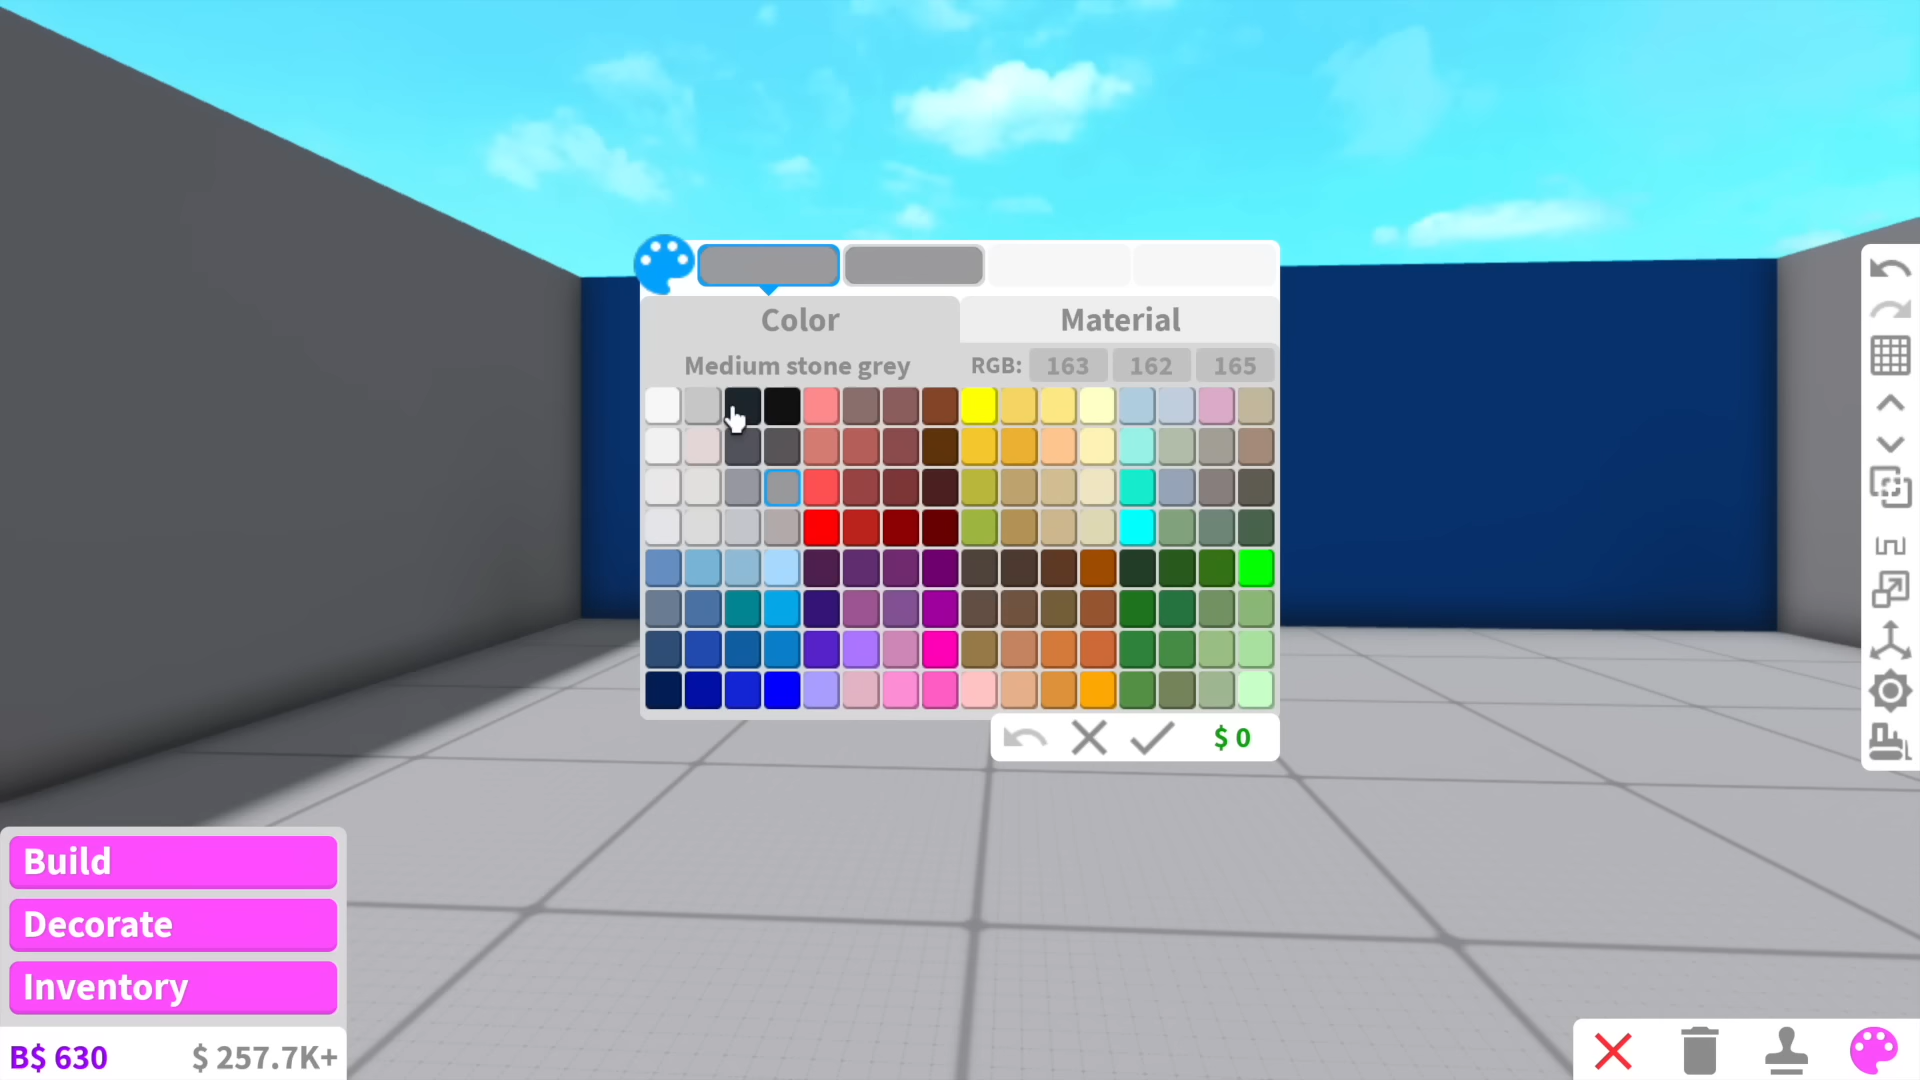 Color
Material
Medium stone grey
RGB: 163 162 165
$ 0
Build
Decorate
Inventory
B$ 630
$ 257.7K+